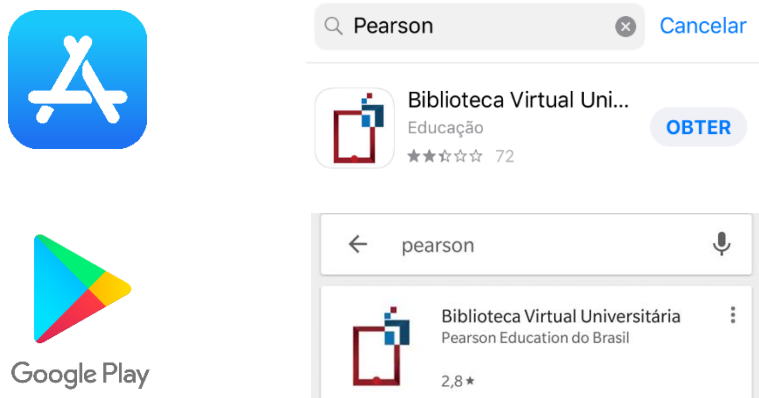 Pearson
Cancelar
Biblioteca Virtual Uni...
Educação
OBTER
72
pearson
Biblioteca Virtual Universitária
Pearson Education do Brasil
2,8★
Google Play